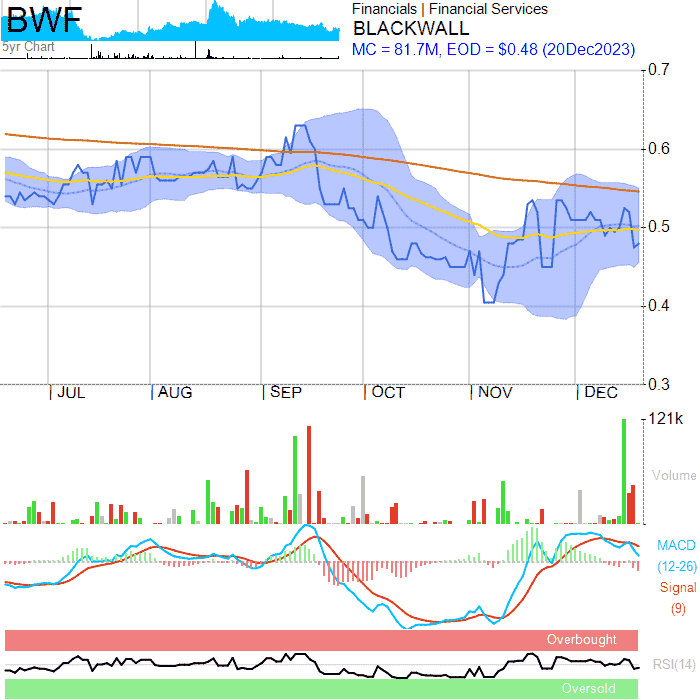 BWF
5yr Chart
Financials | Financial Services
BLACKWALL
MC = 81.7M, EOD = $0.48 (20Dec2023)
0.7
0.6
0.5
0.4
0.3
| JUL | AUG | SEP | OCT | NOV | DEC
121k
Volume
MACD
(12-26)
Signal
(9)
Overbought
RSI(14)
Oversold